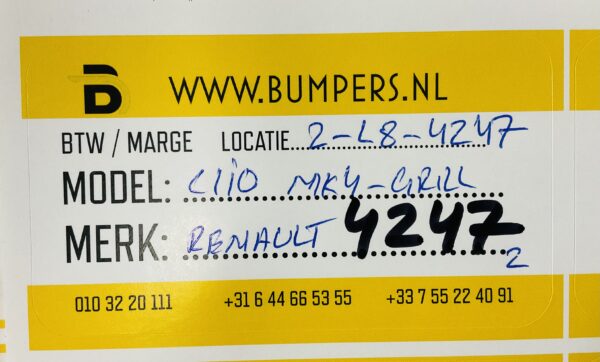 WWW.BUMPERS.NL
BTW / MARGE LOCATIE 2-L8-4247
MODEL: CLIO MK4-GRILL
MERK: RENAULT 4247
2
010 32 20 111 +31 6 44 66 53 55 +33 7 55 22 40 91